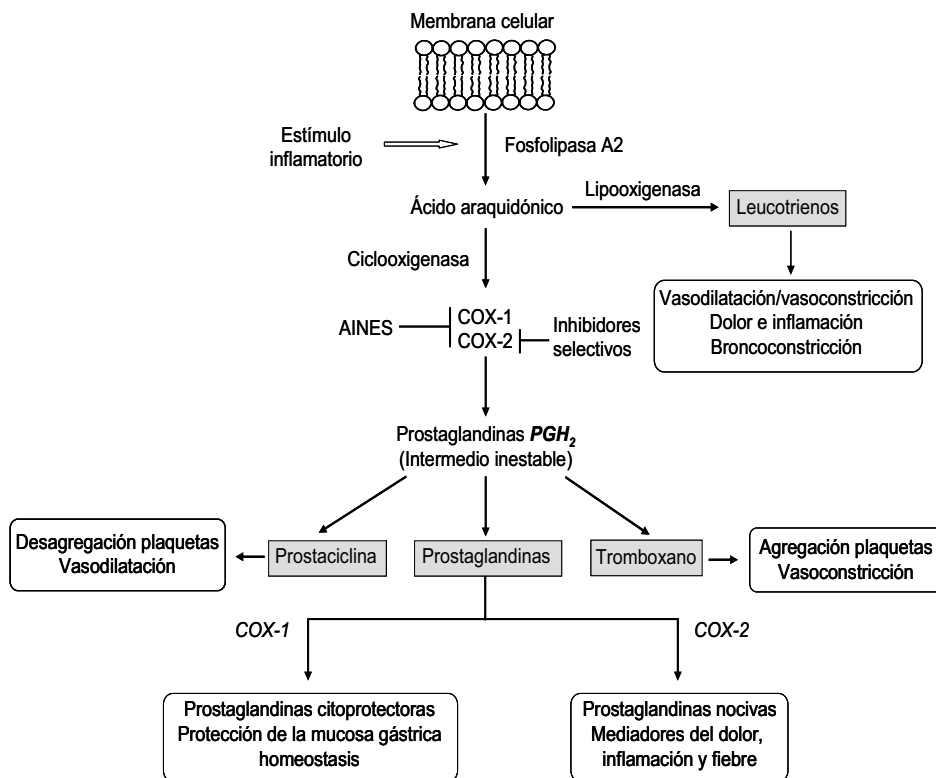 Membrana celular
Estímulo
inflamatorio
Fosfolipasa A2
Ácido araquidónico
Lipooxigenasa
Leucotrienos
Ciclooxigenasa
Vasodilatación/vasoconstricción
Dolor e inflamación
Broncoconstricción
AINES
COX-1
COX-2
Inhibidores
selectivos
Prostaglandinas PGH2
(Intermedio inestable)
Desagregación plaquetas
Vasodilatación
Prostaciclina
Prostaglandinas
Tromboxano
Agregación plaquetas
Vasoconstricción
COX-1
COX-2
Prostaglandinas citoprotectoras
Protección de la mucosa gástrica
homeostasis
Prostaglandinas nocivas
Mediadores del dolor,
inflamación y fiebre